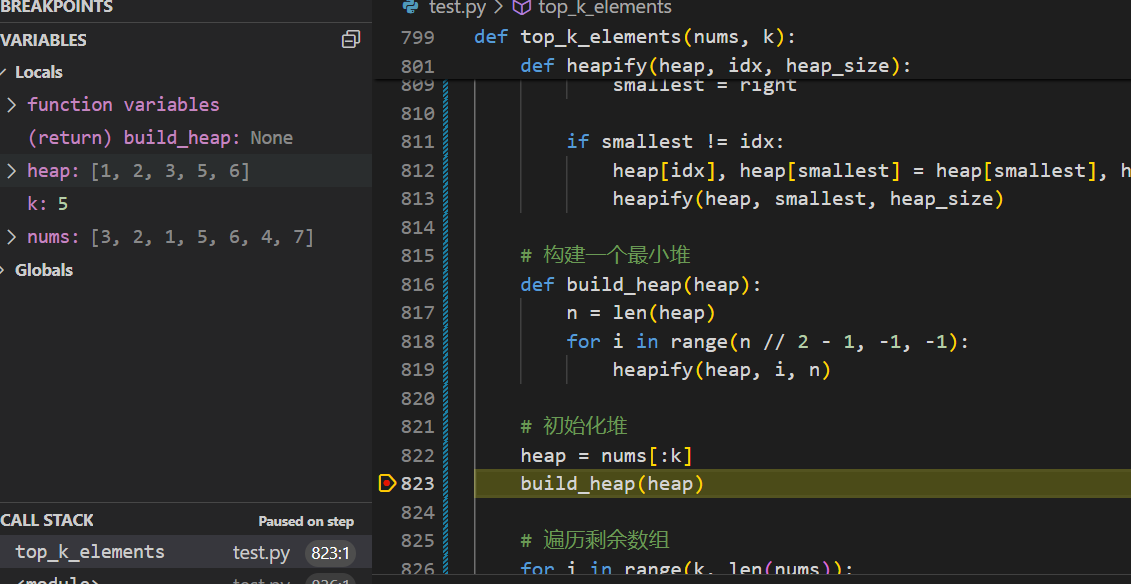 BREAKPOINTS
VARIABLES
Locals
function variables
(return) build_heap: None
heap: [1, 2, 3, 5, 6]
k: 5
nums: [3, 2, 1, 5, 6, 4, 7]
Globals
CALL STACK Paused on step
top_k_elements test.py 823:1
<module> test.py 836:1
test.py > top_k_elements
799 def top_k_elements(nums, k):
801 def heapify(heap, idx, heap_size):
809 smallest = right
810
811 if smallest != idx:
812 heap[idx], heap[smallest] = heap[smallest], h
813 heapify(heap, smallest, heap_size)
814
815 # 构建一个最小堆
816 def build_heap(heap):
817 n = len(heap)
818 for i in range(n // 2 - 1, -1, -1):
819 heapify(heap, i, n)
820
821 # 初始化堆
822 heap = nums[:k]
823 build_heap(heap)
824
825 # 遍历剩余数组
826 for i in range(k, len(nums)):